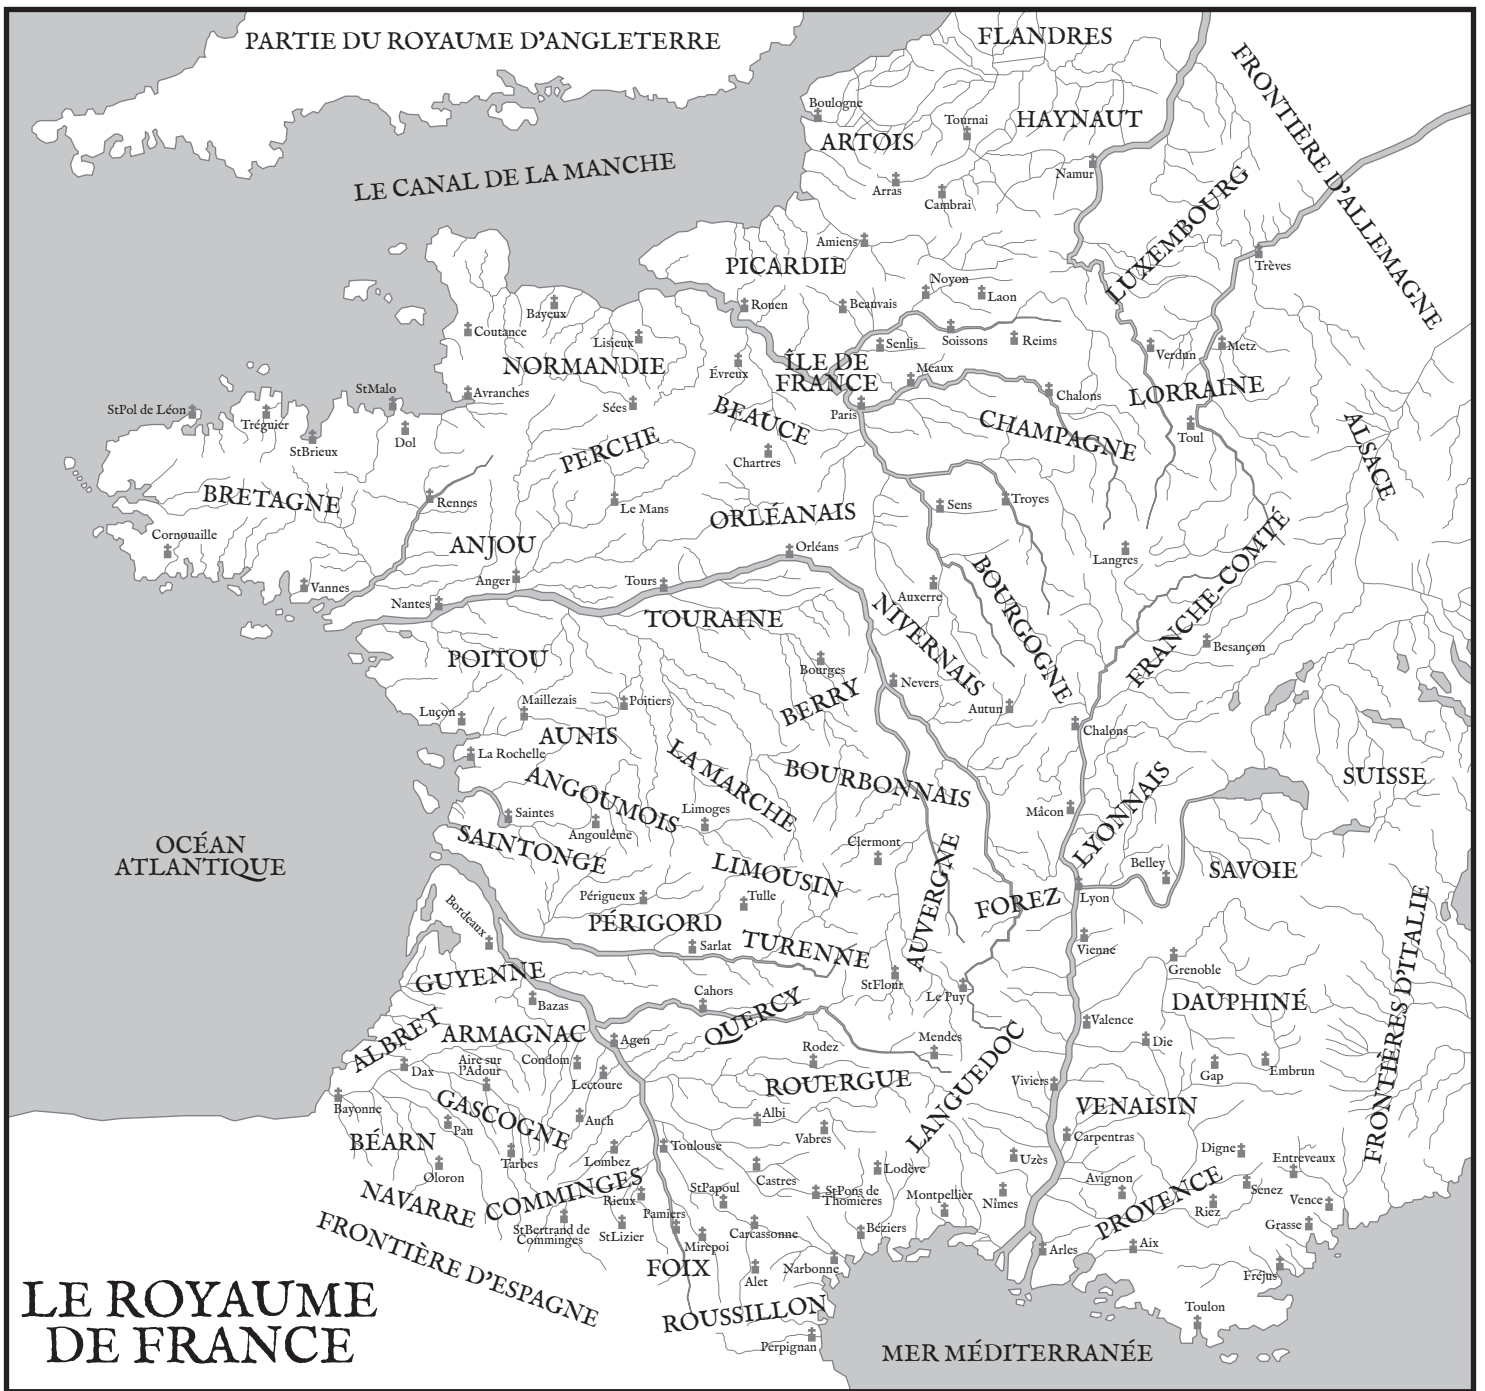 PARTIE DU ROYAUME D'ANGLETERRE
FLANDRES
FRONTIÈRE D'ALLEMAGNE
Boulogne
Tournai
HAYNAUT
ARTOIS
LE CANAL DE LA MANCHE
Namur
Arras
Cambrai
LUXEMBOURG
Amiens
PICARDIE
Trèves
Noyon
Laon
Rouen
Beauvais
Bayeux
Coutance
Lisieux
Senlis
Soissons
Reims
Verdun
Metz
NORMANDIE
ÎLE DE
FRANCE
Évreux
Meaux
LORRAINE
StMalo
Avranches
Chalons
StPol de Léon
Sées
BEAUCE
Paris
CHAMPAGNE
Tréguier
Dol
Toul
StBrieux
PERCHE
Chartres
ALSACE
BRETAGNE
Rennes
Le Mans
ORLÉANAIS
Sens
Troyes
Cornouaille
ANJOU
Orléans
Langres
FRANCHE-COMTÉ
Vannes
Anger
Tours
Auxerre
BOURGOGNE
Nantes
TOURAINE
NIVERNAIS
POITOU
Bourges
Besançon
Nevers
BERRY
Maillezais
Poitiers
Luçon
Autun
AUNIS
Chalons
La Rochelle
LA MARCHE
BOURBONNAIS
SUISSE
ANGOUMOIS
Saintes
Limoges
Mâcon
LYONNAIS
Angoulême
SAINTONGE
Clermont
OCÉAN
ATLANTIQUE
LIMOUSIN
AUVERGNE
Belley
SAVOIE
Périgueux
Tulle
FOREZ
Lyon
Bordeaux
PÉRIGORD
Sarlat
TURENNE
Vienne
FRONTIÈRES D'ITALIE
GUYENNE
StFlour
Le Puy
Grenoble
Cahors
Bazas
QUERCY
DAUPHINÉ
ALBRET
ARMAGNAC
Agen
Valence
Mendes
Die
Rodez
Dax
Aire sur
l'Adour
Condom
Lectoure
Gap
Embrun
ROUERGUE
LANGUEDOC
Viviers
Bayonne
GASCOGNE
Auch
Albi
VENAISIN
Pau
Vabres
Carpentras
BÉARN
Toulouse
Digne
Tarbes
Lombez
Uzès
Entreveaux
Oloron
Castres
Lodève
Avignon
NAVARRE
COMMINGES
Rieux
StPapoul
StPons de
Thomières
Montpellier
Nîmes
PROVENCE
Senez
Riez
Vence
Pamiers
StBertrand de
Comminges
StLizier
Mirepoi
Carcassonne
Béziers
Grasse
FRONTIÈRE D'ESPAGNE
Arles
Aix
FOIX
Alet
Narbonne
Fréjus
LE ROYAUME
DE FRANCE
ROUSSILLON
Toulon
Perpignan
MER MÉDITERRANÉE